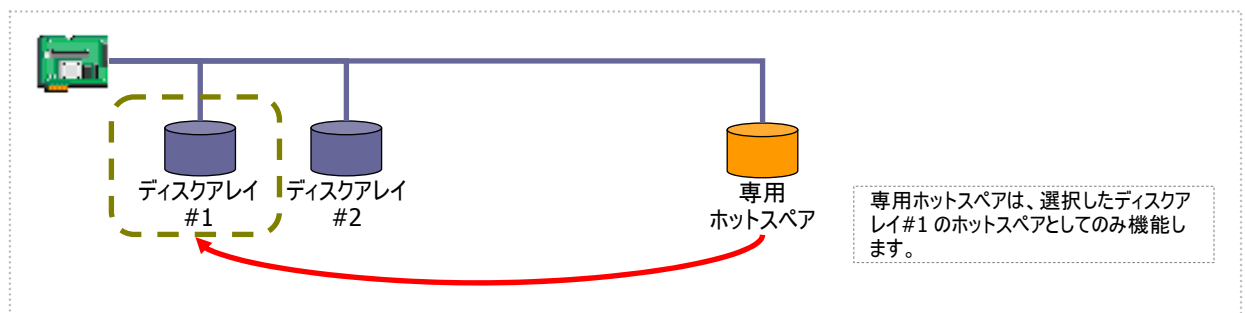 ディスクアレイ
#1
ディスクアレイ
#2
専用
ホットスペア
専用ホットスペアは、選択したディスクア
レイ#1 のホットスペアとしてのみ機能し
ます。